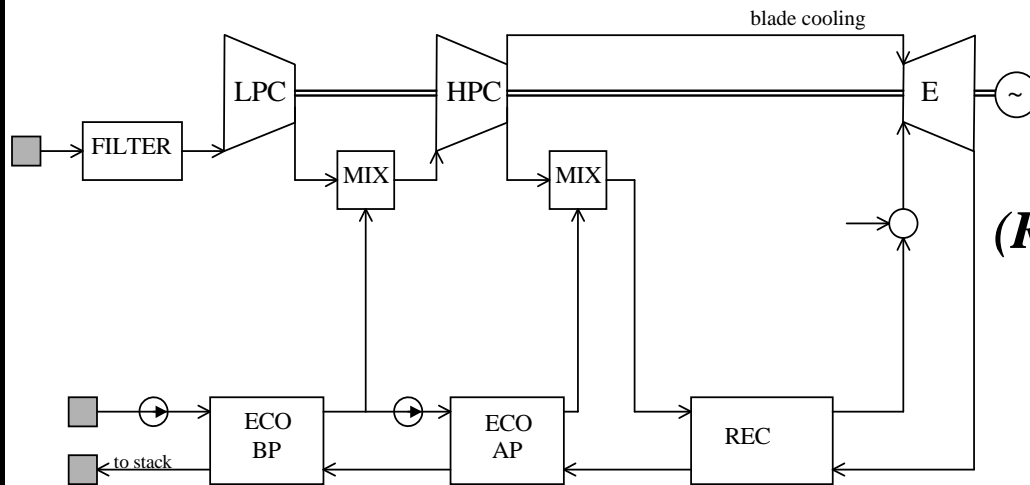 blade cooling
LPC
HPC
E
~
FILTER
MIX
MIX
(R
ECO
BP
ECO
AP
REC
to stack